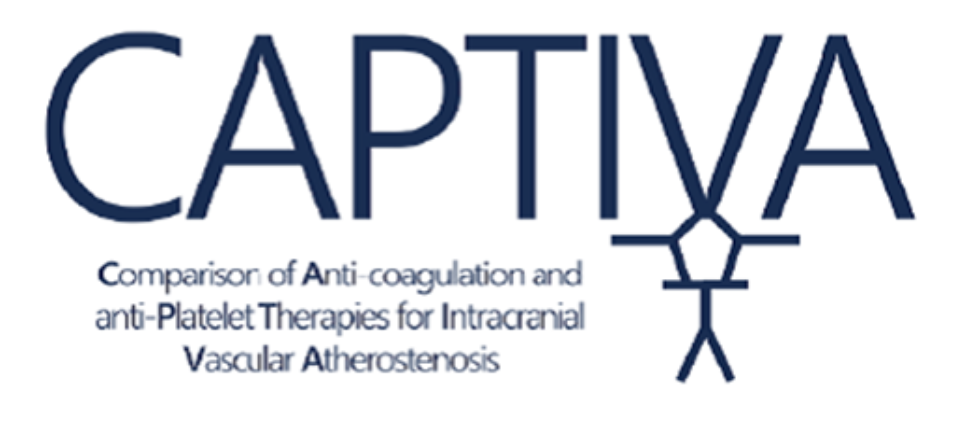 CAPTIVA
Comparison of Anti-coagulation and
anti-Platelet Therapies for Intracranial
Vascular Atherostenosis